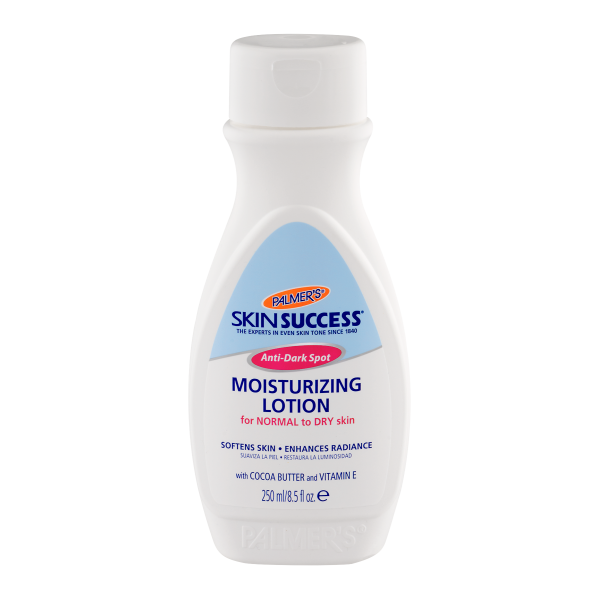 PALMER'S®
SKIN SUCCESS®
THE EXPERTS IN EVEN SKIN TONE SINCE 1840
Anti-Dark Spot
MOISTURIZING
LOTION
for NORMAL to DRY skin
SOFTENS SKIN • ENHANCES RADIANCE
SUAVIZA LA PIEL • RESTAURA LA LUMINOSIDAD
with COCOA BUTTER and VITAMIN E
250 ml/8.5 fl oz. ℮
PALMER'S®